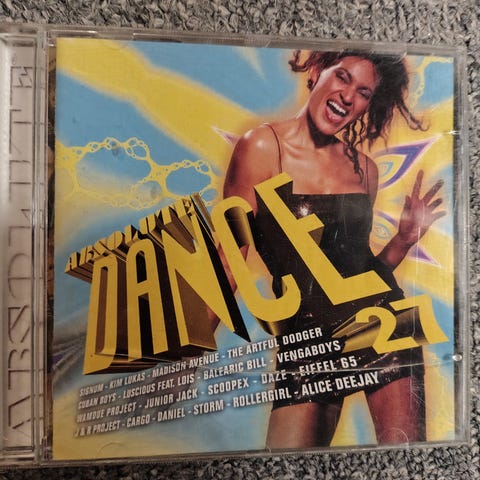 ABSOLUTE
ABSOLUTE
DANCE
27
SIGNUM - KIM LUKAS - MADISON AVENUE - THE ARTFUL DODGER
CUBAN BOYS - LUSCIOUS FEAT. LOIS - BALEARIC BILL - VENGABOYS
WAMDUE PROJECT - JUNIOR JACK - SCOOPEX - DAZE - EIFFEL 65
J & R PROJECT - CARGO - DANIEL - STORM - ROLLERGIRL - ALICE DEEJAY